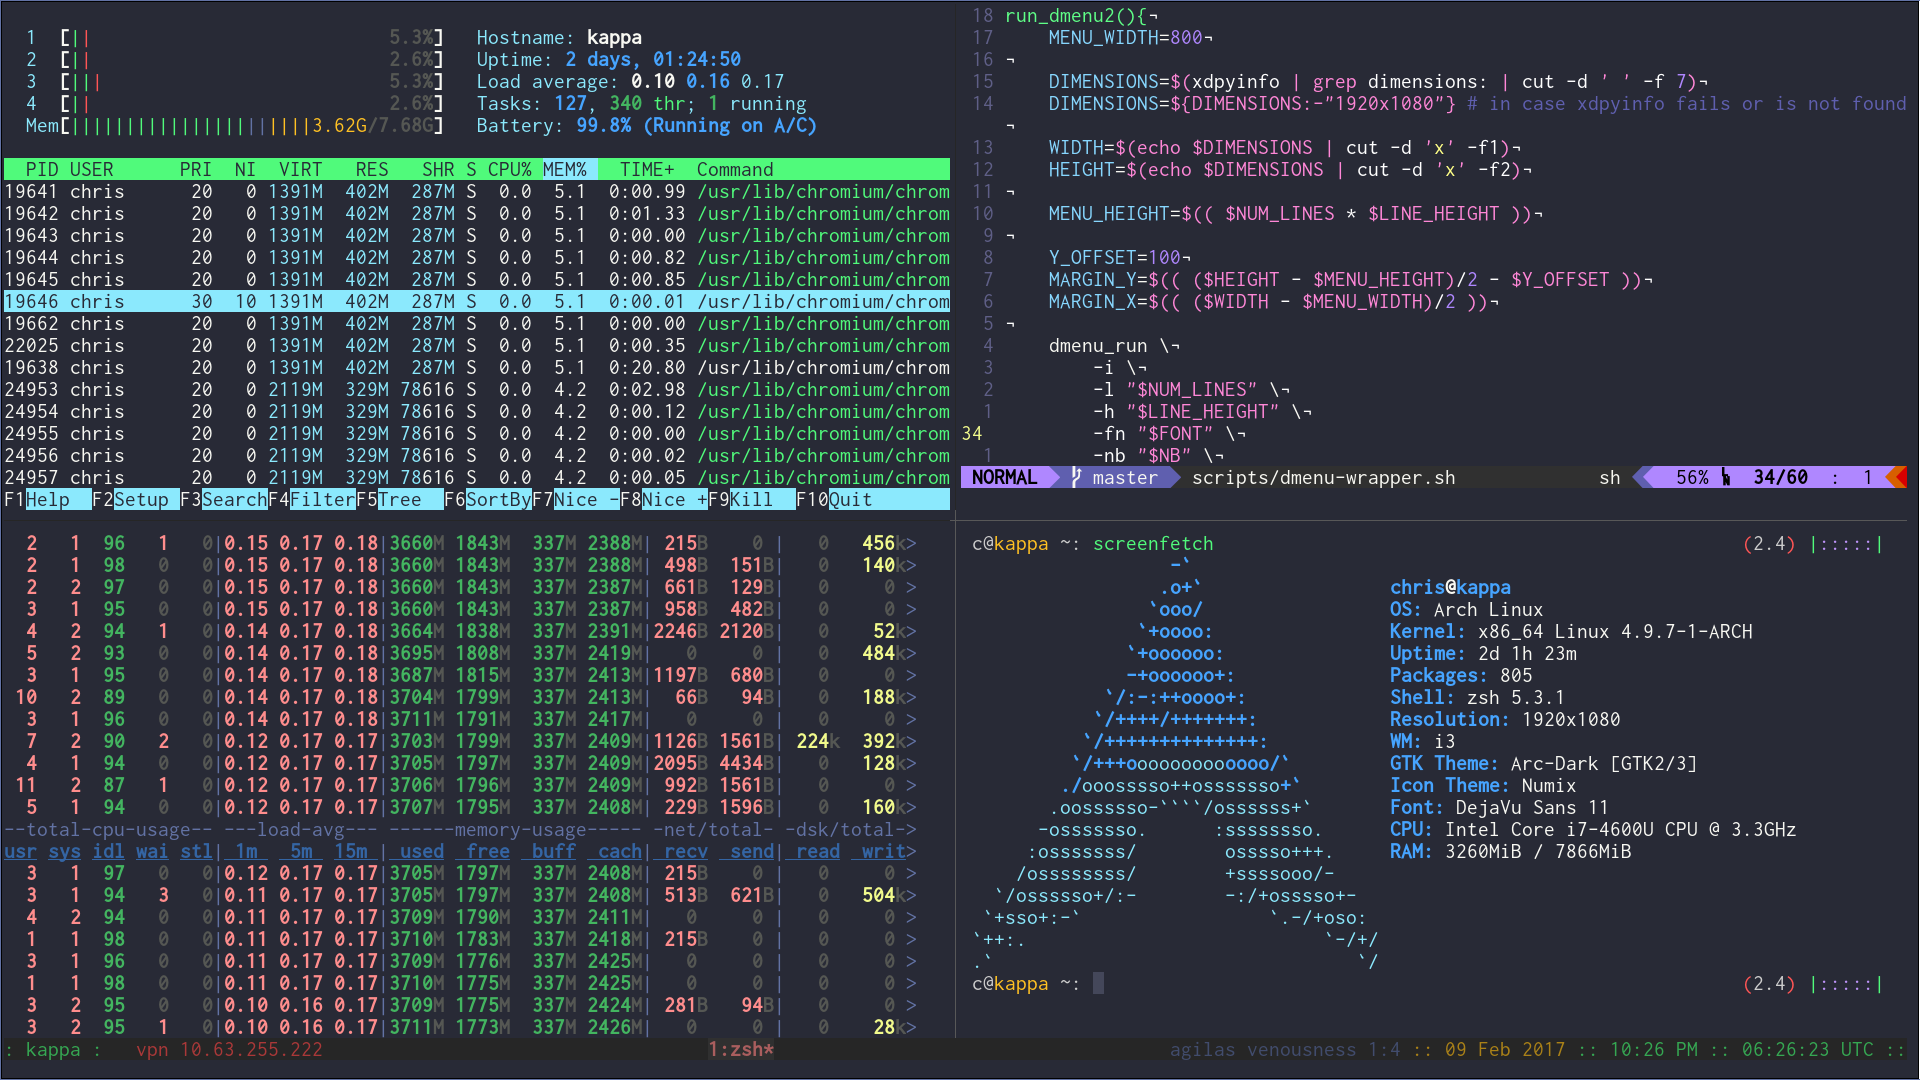 1 [|| 5.3%] Hostname: kappa
2 [|| 2.6%] Uptime: 2 days, 01:24:50
3 [||| 5.3%] Load average: 0.10 0.16 0.17
4 [|| 2.6%] Tasks: 127, 340 thr; 1 running
Mem[||||||||||||||||||||||3.62G/7.68G] Battery: 99.8% (Running on A/C)
PID USER PRI NI VIRT RES SHR S CPU% MEM% TIME+ Command
19641 chris 20 0 1391M 402M 287M S 0.0 5.1 0:00.99 /usr/lib/chromium/chrom
19642 chris 20 0 1391M 402M 287M S 0.0 5.1 0:01.33 /usr/lib/chromium/chrom
19643 chris 20 0 1391M 402M 287M S 0.0 5.1 0:00.00 /usr/lib/chromium/chrom
19644 chris 20 0 1391M 402M 287M S 0.0 5.1 0:00.82 /usr/lib/chromium/chrom
19645 chris 20 0 1391M 402M 287M S 0.0 5.1 0:00.85 /usr/lib/chromium/chrom
19646 chris 30 10 1391M 402M 287M S 0.0 5.1 0:00.01 /usr/lib/chromium/chrom
19662 chris 20 0 1391M 402M 287M S 0.0 5.1 0:00.00 /usr/lib/chromium/chrom
22025 chris 20 0 1391M 402M 287M S 0.0 5.1 0:00.35 /usr/lib/chromium/chrom
19638 chris 20 0 1391M 402M 287M S 0.0 5.1 0:20.80 /usr/lib/chromium/chrom
24953 chris 20 0 2119M 329M 78616 S 0.0 4.2 0:02.98 /usr/lib/chromium/chrom
24954 chris 20 0 2119M 329M 78616 S 0.0 4.2 0:00.12 /usr/lib/chromium/chrom
24955 chris 20 0 2119M 329M 78616 S 0.0 4.2 0:00.00 /usr/lib/chromium/chrom
24956 chris 20 0 2119M 329M 78616 S 0.0 4.2 0:00.02 /usr/lib/chromium/chrom
24957 chris 20 0 2119M 329M 78616 S 0.0 4.2 0:00.05 /usr/lib/chromium/chrom
F1Help F2Setup F3SearchF4FilterF5Tree F6SortByF7Nice -F8Nice +F9Kill F10Quit
18 run_dmenu2(){¬
17 MENU_WIDTH=800¬
16 ¬
15 DIMENSIONS=$(xdpyinfo | grep dimensions: | cut -d ' ' -f 7)¬
14 DIMENSIONS=${DIMENSIONS:-"1920x1080"} # in case xdpyinfo fails or is not found
¬
13 WIDTH=$(echo $DIMENSIONS | cut -d 'x' -f1)¬
12 HEIGHT=$(echo $DIMENSIONS | cut -d 'x' -f2)¬
11 ¬
10 MENU_HEIGHT=$(( $NUM_LINES * $LINE_HEIGHT ))¬
9 ¬
8 Y_OFFSET=100¬
7 MARGIN_Y=$(( ($HEIGHT - $MENU_HEIGHT)/2 - $Y_OFFSET ))¬
6 MARGIN_X=$(( ($WIDTH - $MENU_WIDTH)/2 ))¬
5 ¬
4 dmenu_run \¬
3 -i \¬
2 -l "$NUM_LINES" \¬
1 -h "$LINE_HEIGHT" \¬
34 -fn "$FONT" \¬
1 -nb "$NB" \¬
NORMAL master scripts/dmenu-wrapper.sh sh 56% 34/60 : 1
2 1 96 1 0|0.15 0.17 0.18|3660M 1843M 337M 2388M| 215B 0 | 0 456k>
2 1 98 0 0|0.15 0.17 0.18|3660M 1843M 337M 2388M| 498B 151B| 0 140k>
2 2 97 0 0|0.15 0.17 0.18|3660M 1843M 337M 2387M| 661B 129B| 0 0 >
3 1 95 0 0|0.14 0.17 0.18|3660M 1843M 337M 2387M| 958B 482B| 0 0 >
4 2 94 1 0|0.14 0.17 0.18|3664M 1838M 337M 2391M|2246B 2120B| 0 52k>
5 2 93 0 0|0.14 0.17 0.18|3695M 1808M 337M 2419M| 0 0 | 0 484k>
3 1 95 0 0|0.14 0.17 0.18|3687M 1815M 337M 2413M|1197B 680B| 0 0 >
10 2 89 0 0|0.14 0.17 0.18|3704M 1799M 337M 2413M| 66B 94B| 0 188k>
3 1 96 0 0|0.14 0.17 0.18|3711M 1791M 337M 2417M| 0 0 | 0 0 >
7 2 90 2 0|0.12 0.17 0.17|3703M 1799M 337M 2409M|1126B 1561B| 224k 392k>
4 1 94 0 0|0.12 0.17 0.17|3705M 1797M 337M 2409M|2095B 4434B| 0 128k>
11 2 87 1 0|0.12 0.17 0.17|3706M 1796M 337M 2409M| 992B 1561B| 0 0 >
5 1 94 0 0|0.12 0.17 0.17|3707M 1795M 337M 2408M| 229B 1596B| 0 160k>
--total-cpu-usage-- ---load-avg--- ------memory-usage----- -net/total- -dsk/total->
usr sys idl wai stl| 1m 5m 15m | used free buff cach| recv send| read writ>
3 1 97 0 0|0.12 0.17 0.17|3705M 1797M 337M 2408M| 215B 0 | 0 0 >
3 1 94 3 0|0.11 0.17 0.17|3705M 1797M 337M 2408M| 513B 621B| 0 504k>
4 2 94 0 0|0.11 0.17 0.17|3709M 1790M 337M 2411M| 0 0 | 0 0 >
1 1 98 0 0|0.11 0.17 0.17|3710M 1783M 337M 2418M| 215B 0 | 0 0 >
3 1 96 0 0|0.11 0.17 0.17|3709M 1776M 337M 2425M| 0 0 | 0 0 >
1 1 98 0 0|0.11 0.17 0.17|3710M 1775M 337M 2425M| 0 0 | 0 0 >
3 2 95 0 0|0.10 0.16 0.17|3709M 1775M 337M 2424M| 281B 94B| 0 0 >
3 2 95 1 0|0.10 0.16 0.17|3711M 1773M 337M 2426M| 0 0 | 0 28k>
c@kappa ~: screenfetch (2.4) |:::::|
-`
.o+` chris@kappa
`ooo/ OS: Arch Linux
`+oooo: Kernel: x86_64 Linux 4.9.7-1-ARCH
`+oooooo: Uptime: 2d 1h 23m
-+oooooo+: Packages: 805
`/:-:++oooo+: Shell: zsh 5.3.1
`/++++/+++++++: Resolution: 1920x1080
`/++++++++++++++: WM: i3
`/+++ooooooooooooo/` GTK Theme: Arc-Dark [GTK2/3]
./ooosssso++osssssso+` Icon Theme: Numix
.oossssso-````/ossssss+` Font: DejaVu Sans 11
-osssssso. :ssssssso. CPU: Intel Core i7-4600U CPU @ 3.3GHz
:osssssss/ osssso+++. RAM: 3260MiB / 7866MiB
/ossssssss/ +ssssooo/-
`/ossssso+/:- -:/+osssso+-
`+sso+:-` `.-/+oso:
`++:. `-/+/
.` `/
c@kappa ~: (2.4) |:::::|
: kappa : vpn 10.63.255.222 1:zsh* agilas venousness 1:4 :: 09 Feb 2017 :: 10:26 PM :: 06:26:23 UTC ::